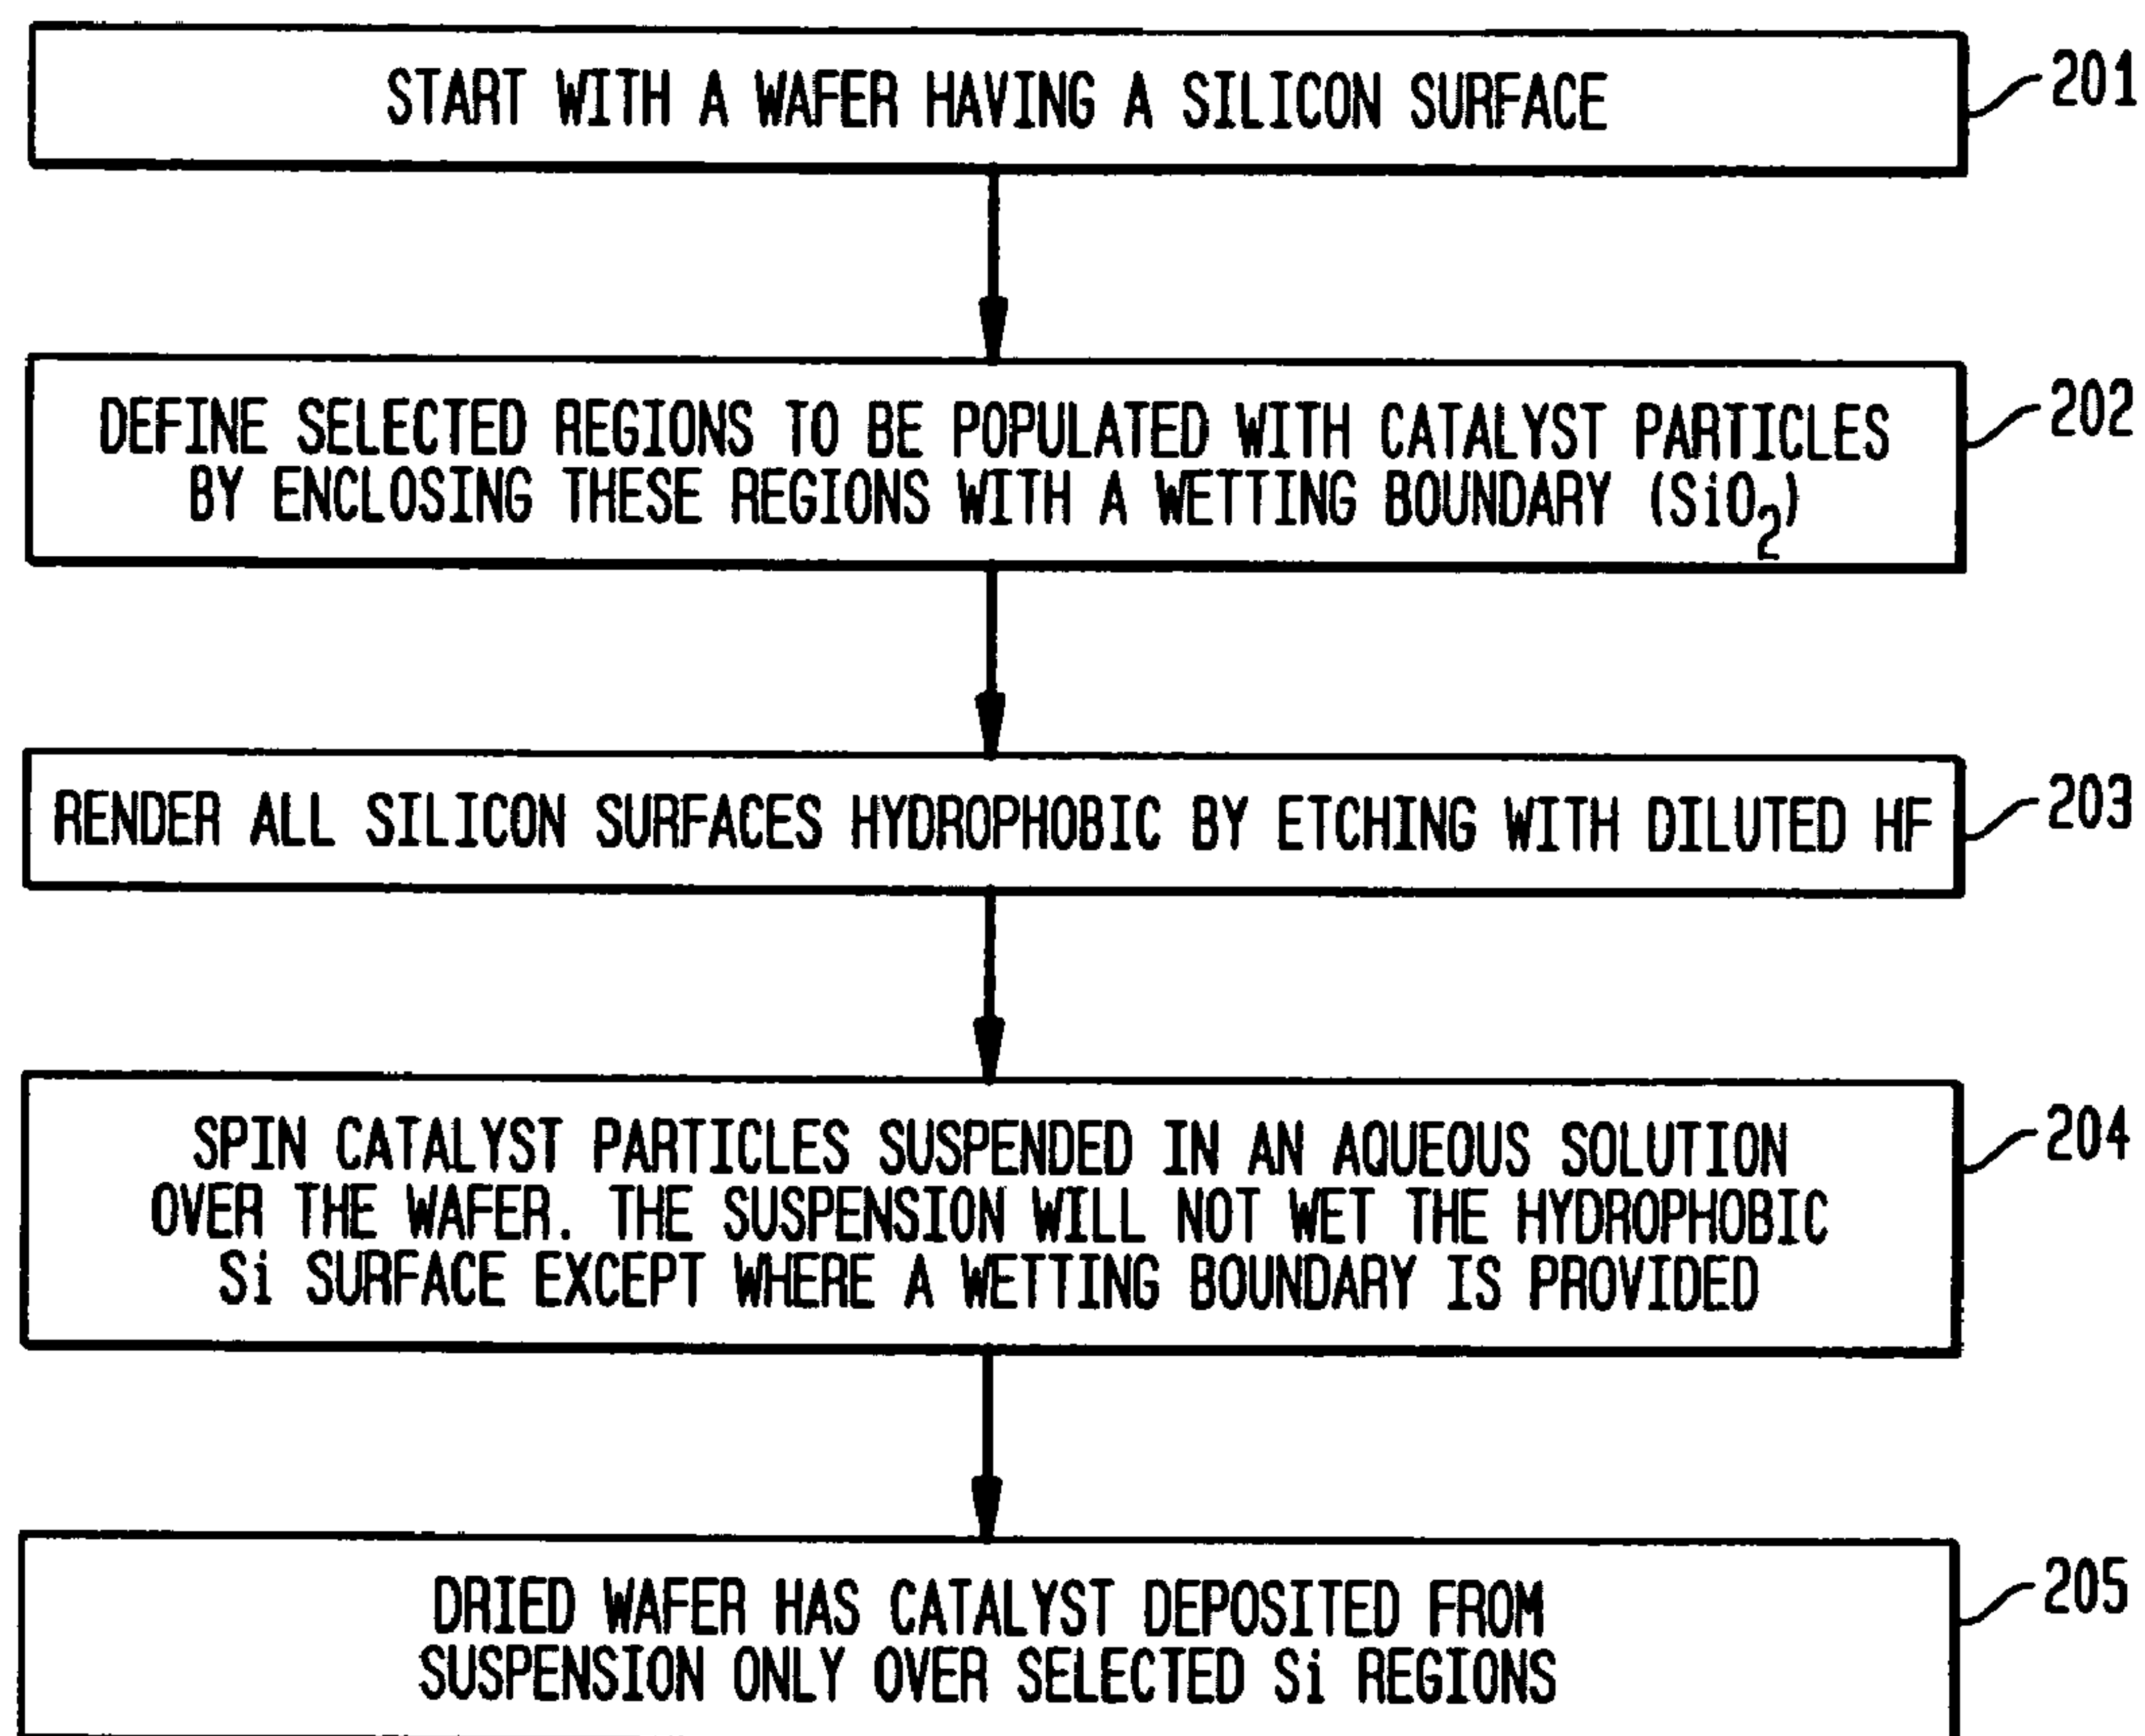 START WITH A WAFER HAVING A SILICON SURFACE
201
DEFINE SELECTED REGIONS TO BE POPULATED WITH CATALYST PARTICLES
BY ENCLOSING THESE REGIONS WITH A WETTING BOUNDARY (SiO₂)
202
RENDER ALL SILICON SURFACES HYDROPHOBIC BY ETCHING WITH DILUTED HF
203
SPIN CATALYST PARTICLES SUSPENDED IN AN AQUEOUS SOLUTION
OVER THE WAFER. THE SUSPENSION WILL NOT WET THE HYDROPHOBIC
Si SURFACE EXCEPT WHERE A WETTING BOUNDARY IS PROVIDED
204
DRIED WAFER HAS CATALYST DEPOSITED FROM
SUSPENSION ONLY OVER SELECTED Si REGIONS
205